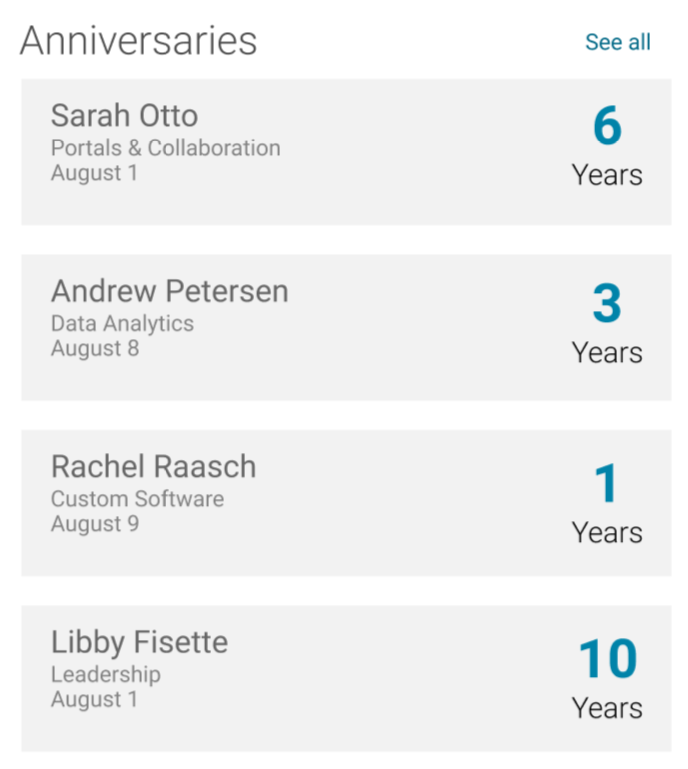 Anniversaries
See all
Sarah Otto
Portals & Collaboration
August 1
6
Years
Andrew Petersen
Data Analytics
August 8
3
Years
Rachel Raasch
Custom Software
August 9
1
Years
Libby Fisette
Leadership
August 1
10
Years